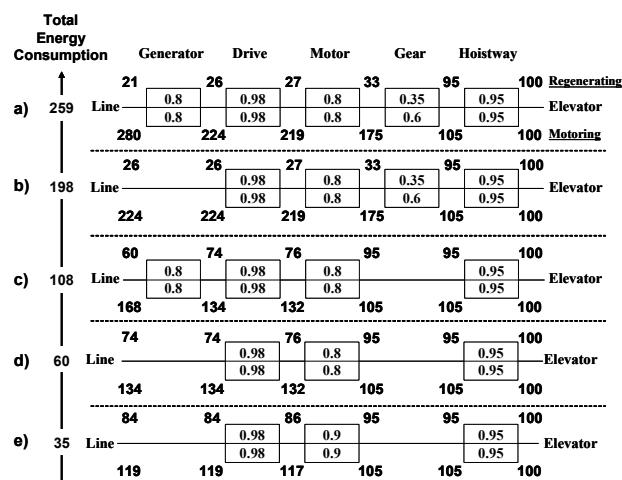 Total
Energy
Consumption
Generator Drive Motor Gear Hoistway
21 26 27 33 95 100 Regenerating
0.8 0.98 0.8 0.35 0.95
a) 259 Line Elevator
0.8 0.98 0.8 0.6 0.95
280 224 219 175 105 100 Motoring
26 26 27 33 95 100
0.98 0.8 0.35 0.95
b) 198 Line Elevator
0.98 0.8 0.6 0.95
224 224 219 175 105 100
60 74 76 95 95 100
0.8 0.98 0.8 0.95
c) 108 Line Elevator
0.8 0.98 0.8 0.95
168 134 132 105 105 100
74 74 76 95 95 100
0.98 0.8 0.95
d) 60 Line Elevator
0.98 0.8 0.95
134 134 132 105 105 100
84 84 86 95 95 100
0.98 0.9 0.95
e) 35 Line Elevator
0.98 0.9 0.95
119 119 117 105 105 100